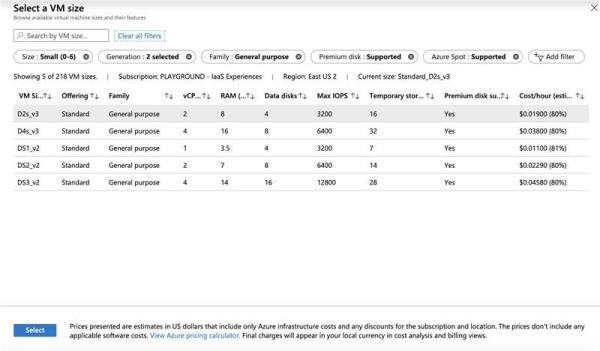 Select a VM size
Browse available virtual machine sizes and their features
Search by VM size...
Clear all filters
Size : Small (0-6)
Generation : 2 selected
Family : General purpose
Premium disk : Supported
Azure Spot : Supported
Add filter
Showing 5 of 218 VM sizes. | Subscription: PLAYGROUND - IaaS Experiences | Region: East US 2 | Current size: Standard_D2s_v3
VM Si...↑↓ Offering ↑↓ Family ↑↓ vCP...↑↓ RAM (...↑↓ Data disks ↑↓ Max IOPS ↑↓ Temporary stor...↑↓ Premium disk su...↑↓ Cost/hour (esti... ↑↓
D2s_v3 Standard General purpose 2 8 4 3200 16 Yes $0.01900 (80%)
D4s_v3 Standard General purpose 4 16 8 6400 32 Yes $0.03800 (80%)
DS1_v2 Standard General purpose 1 3.5 4 3200 7 Yes $0.01100 (81%)
DS2_v2 Standard General purpose 2 7 8 6400 14 Yes $0.02290 (80%)
DS3_v2 Standard General purpose 4 14 16 12800 28 Yes $0.04580 (80%)
Select
Prices presented are estimates in US dollars that include only Azure infrastructure costs and any discounts for the subscription and location. The prices don't include any
applicable software costs. View Azure pricing calculator. Final charges will appear in your local currency in cost analysis and billing views.